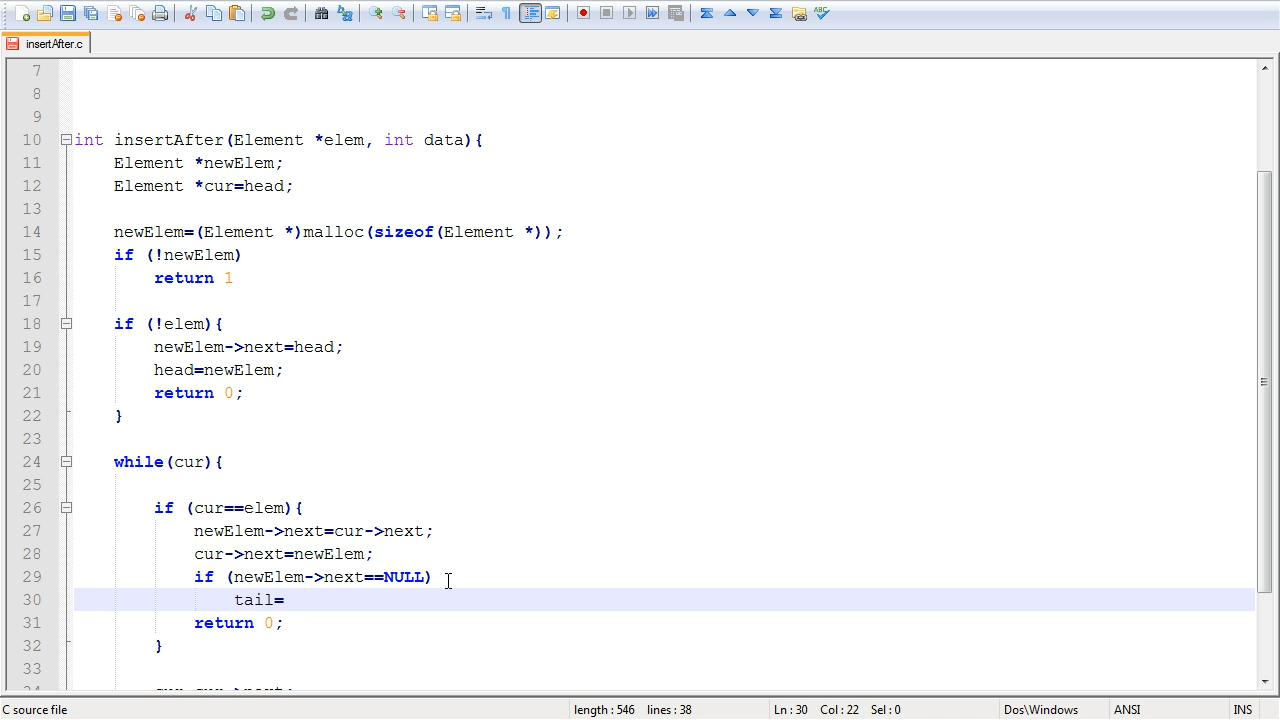 insertAfter.c
7
8
9
10 int insertAfter(Element *elem, int data){
11 Element *newElem;
12 Element *cur=head;
13
14 newElem=(Element *)malloc(sizeof(Element *));
15 if (!newElem)
16 return 1
17
18 if (!elem){
19 newElem->next=head;
20 head=newElem;
21 return 0;
22 }
23
24 while(cur){
25
26 if (cur==elem){
27 newElem->next=cur->next;
28 cur->next=newElem;
29 if (newElem->next==NULL)
30 tail=
31 return 0;
32 }
33
C source file length : 546 lines : 38 Ln : 30 Col : 22 Sel : 0 Dos\Windows ANSI INS